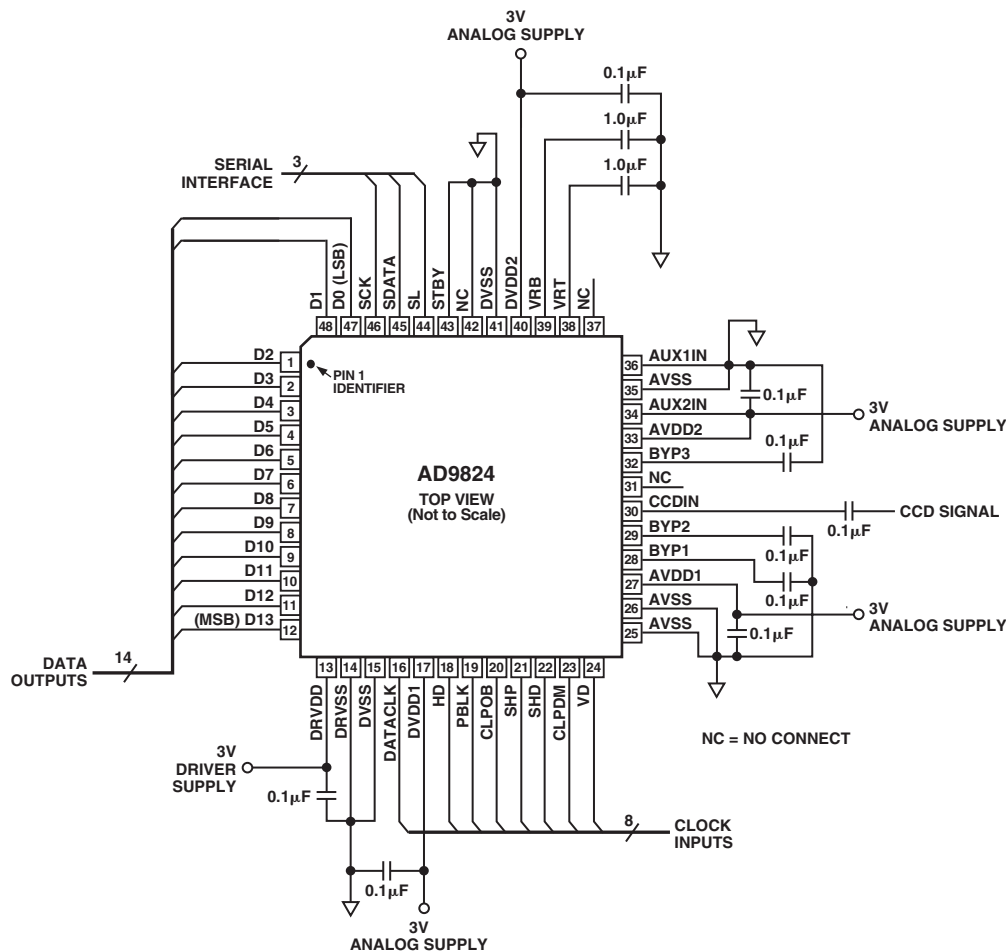 3V
ANALOG SUPPLY
0.1µF
1.0µF
1.0µF
SERIAL
INTERFACE
3
D1
D0 (LSB)
SCK
SDATA
SL
STBY
NC
DVSS
DVDD2
VRB
VRT
NC
48
47
46
45
44
43
42
41
40
39
38
37
D2
D3
D4
D5
D6
D7
D8
D9
D10
D11
D12
(MSB) D13
1
2
3
4
5
6
7
8
9
10
11
12
PIN 1
IDENTIFIER
AD9824
TOP VIEW
(Not to Scale)
36
35
34
33
32
31
30
29
28
27
26
25
AUX1IN
AVSS
AUX2IN
AVDD2
BYP3
NC
CCDIN
BYP2
BYP1
AVDD1
AVSS
AVSS
0.1µF
3V
ANALOG SUPPLY
0.1µF
CCD SIGNAL
0.1µF
0.1µF
0.1µF
3V
ANALOG SUPPLY
0.1µF
DATA
OUTPUTS
14
13
14
15
16
17
18
19
20
21
22
23
24
DRVDD
DRVSS
DVSS
DATACLK
DVDD1
HD
PBLK
CLPOB
SHP
SHD
CLPDM
VD
NC = NO CONNECT
3V
DRIVER
SUPPLY
0.1µF
8
CLOCK
INPUTS
0.1µF
3V
ANALOG SUPPLY